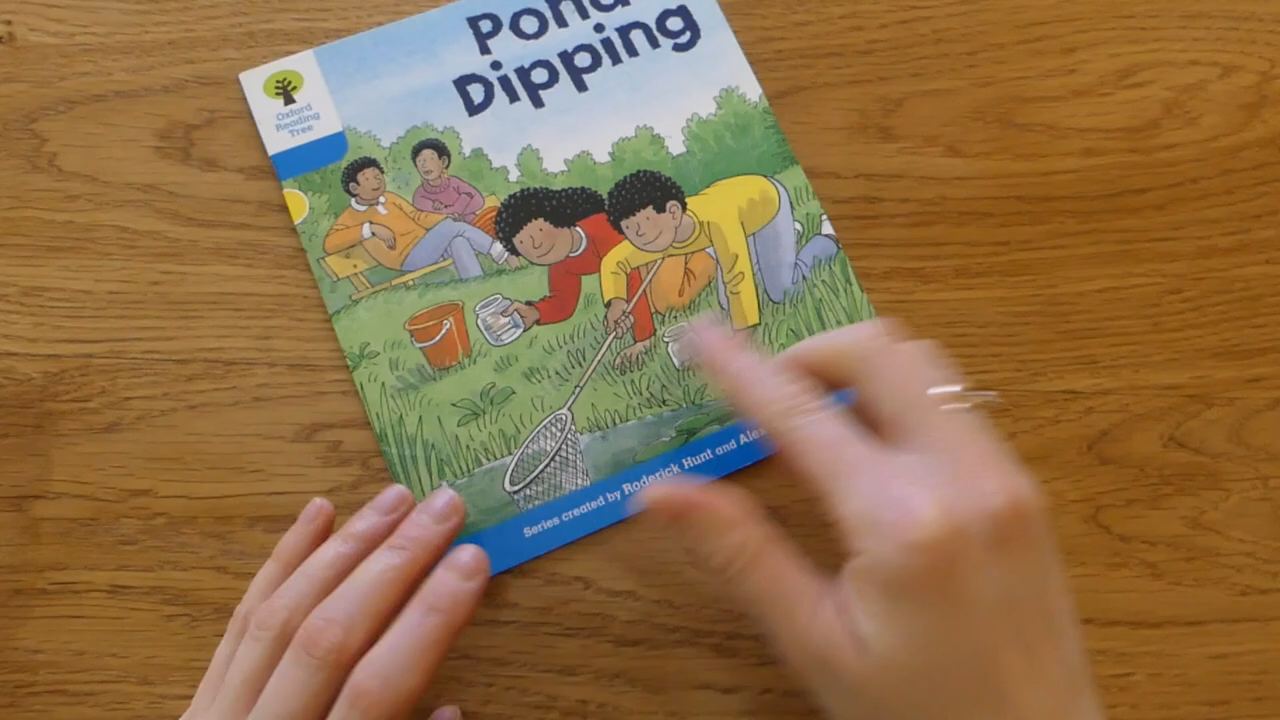 Pond
Dipping
Oxford
Reading
Tree
Series created by Roderick Hunt and Alex